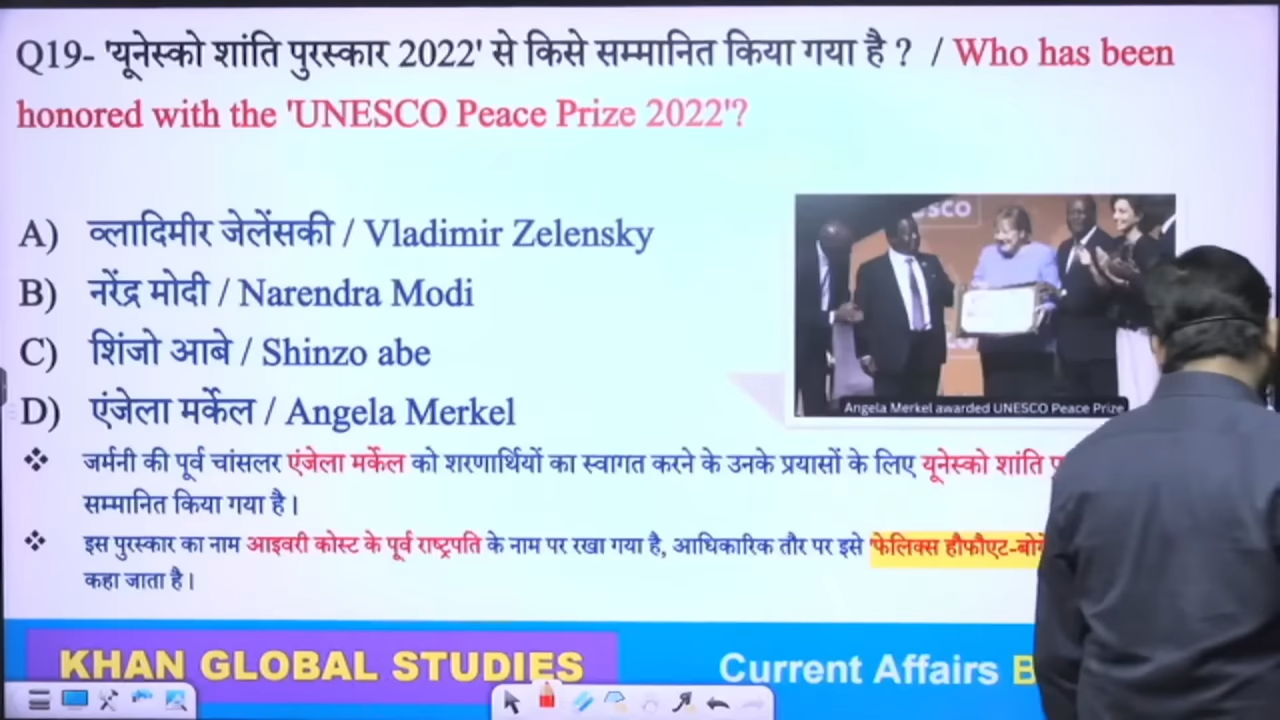 Q19- 'यूनेस्को शांति पुरस्कार 2022' से किसे सम्मानित किया गया है ? / Who has been
honored with the 'UNESCO Peace Prize 2022'?
A) व्लादिमीर जेलेंसकी / Vladimir Zelensky
B) नरेंद्र मोदी / Narendra Modi
C) शिंजो आबे / Shinzo abe
D) एंजेला मर्केल / Angela Merkel
Angela Merkel awarded UNESCO Peace Prize
❖ जर्मनी की पूर्व चांसलर एंजेला मर्केल को शरणार्थियों का स्वागत करने के उनके प्रयासों के लिए यूनेस्को शांति
सम्मानित किया गया है।
❖ इस पुरस्कार का नाम आइवरी कोस्ट के पूर्व राष्ट्रपति के नाम पर रखा गया है, आधिकारिक तौर पर इसे 'फेलिक्स हौफौएट-
कहा जाता है।
KHAN GLOBAL STUDIES
Current Affairs B